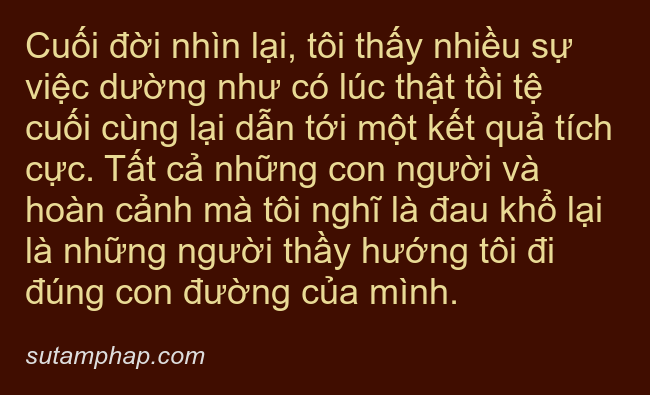 Cuối đời nhìn lại, tôi thấy nhiều sự
việc dường như có lúc thật tồi tệ
cuối cùng lại dẫn tới một kết quả tích
cực. Tất cả những con người và
hoàn cảnh mà tôi nghĩ là đau khổ lại
là những người thầy hướng tôi đi
đúng con đường của mình.
sutamphap.com